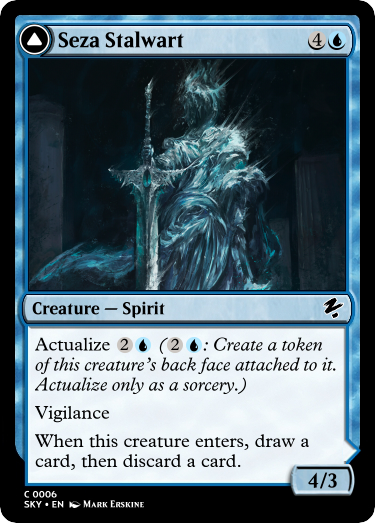 Seza Stalwart 4
Creature — Spirit
Actualize 2 (2: Create a token
of this creature's back face attached to it.
Actualize only as a sorcery.)
Vigilance
When this creature enters, draw a
card, then discard a card.
4/3
C 0006
SKY • EN Mark Erskine